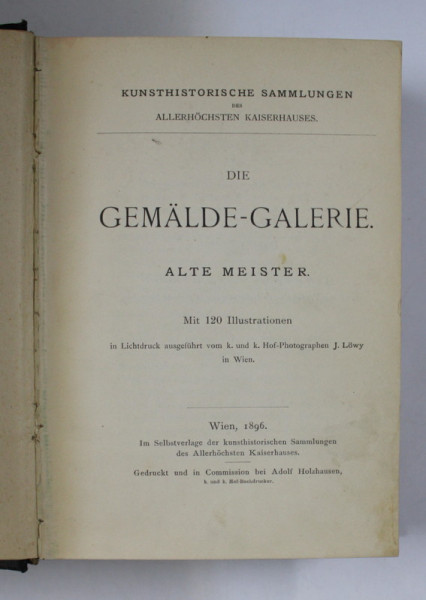 KUNSTHISTORISCHE SAMMLUNGEN
DES
ALLERHÖCHSTEN KAISERHAUSES.
DIE
GEMÄLDE-GALERIE.
ALTE MEISTER.
Mit 120 Illustrationen
in Lichtdruck ausgeführt vom k. und k. Hof-Photographen J. Löwy
in Wien.
Wien, 1896.
Im Selbstverlage der kunsthistorischen Sammlungen
des Allerhöchsten Kaiserhauses.
Gedruckt und in Commission bei Adolf Holzhausen,
k. und k. Hof-Buchdrucker.